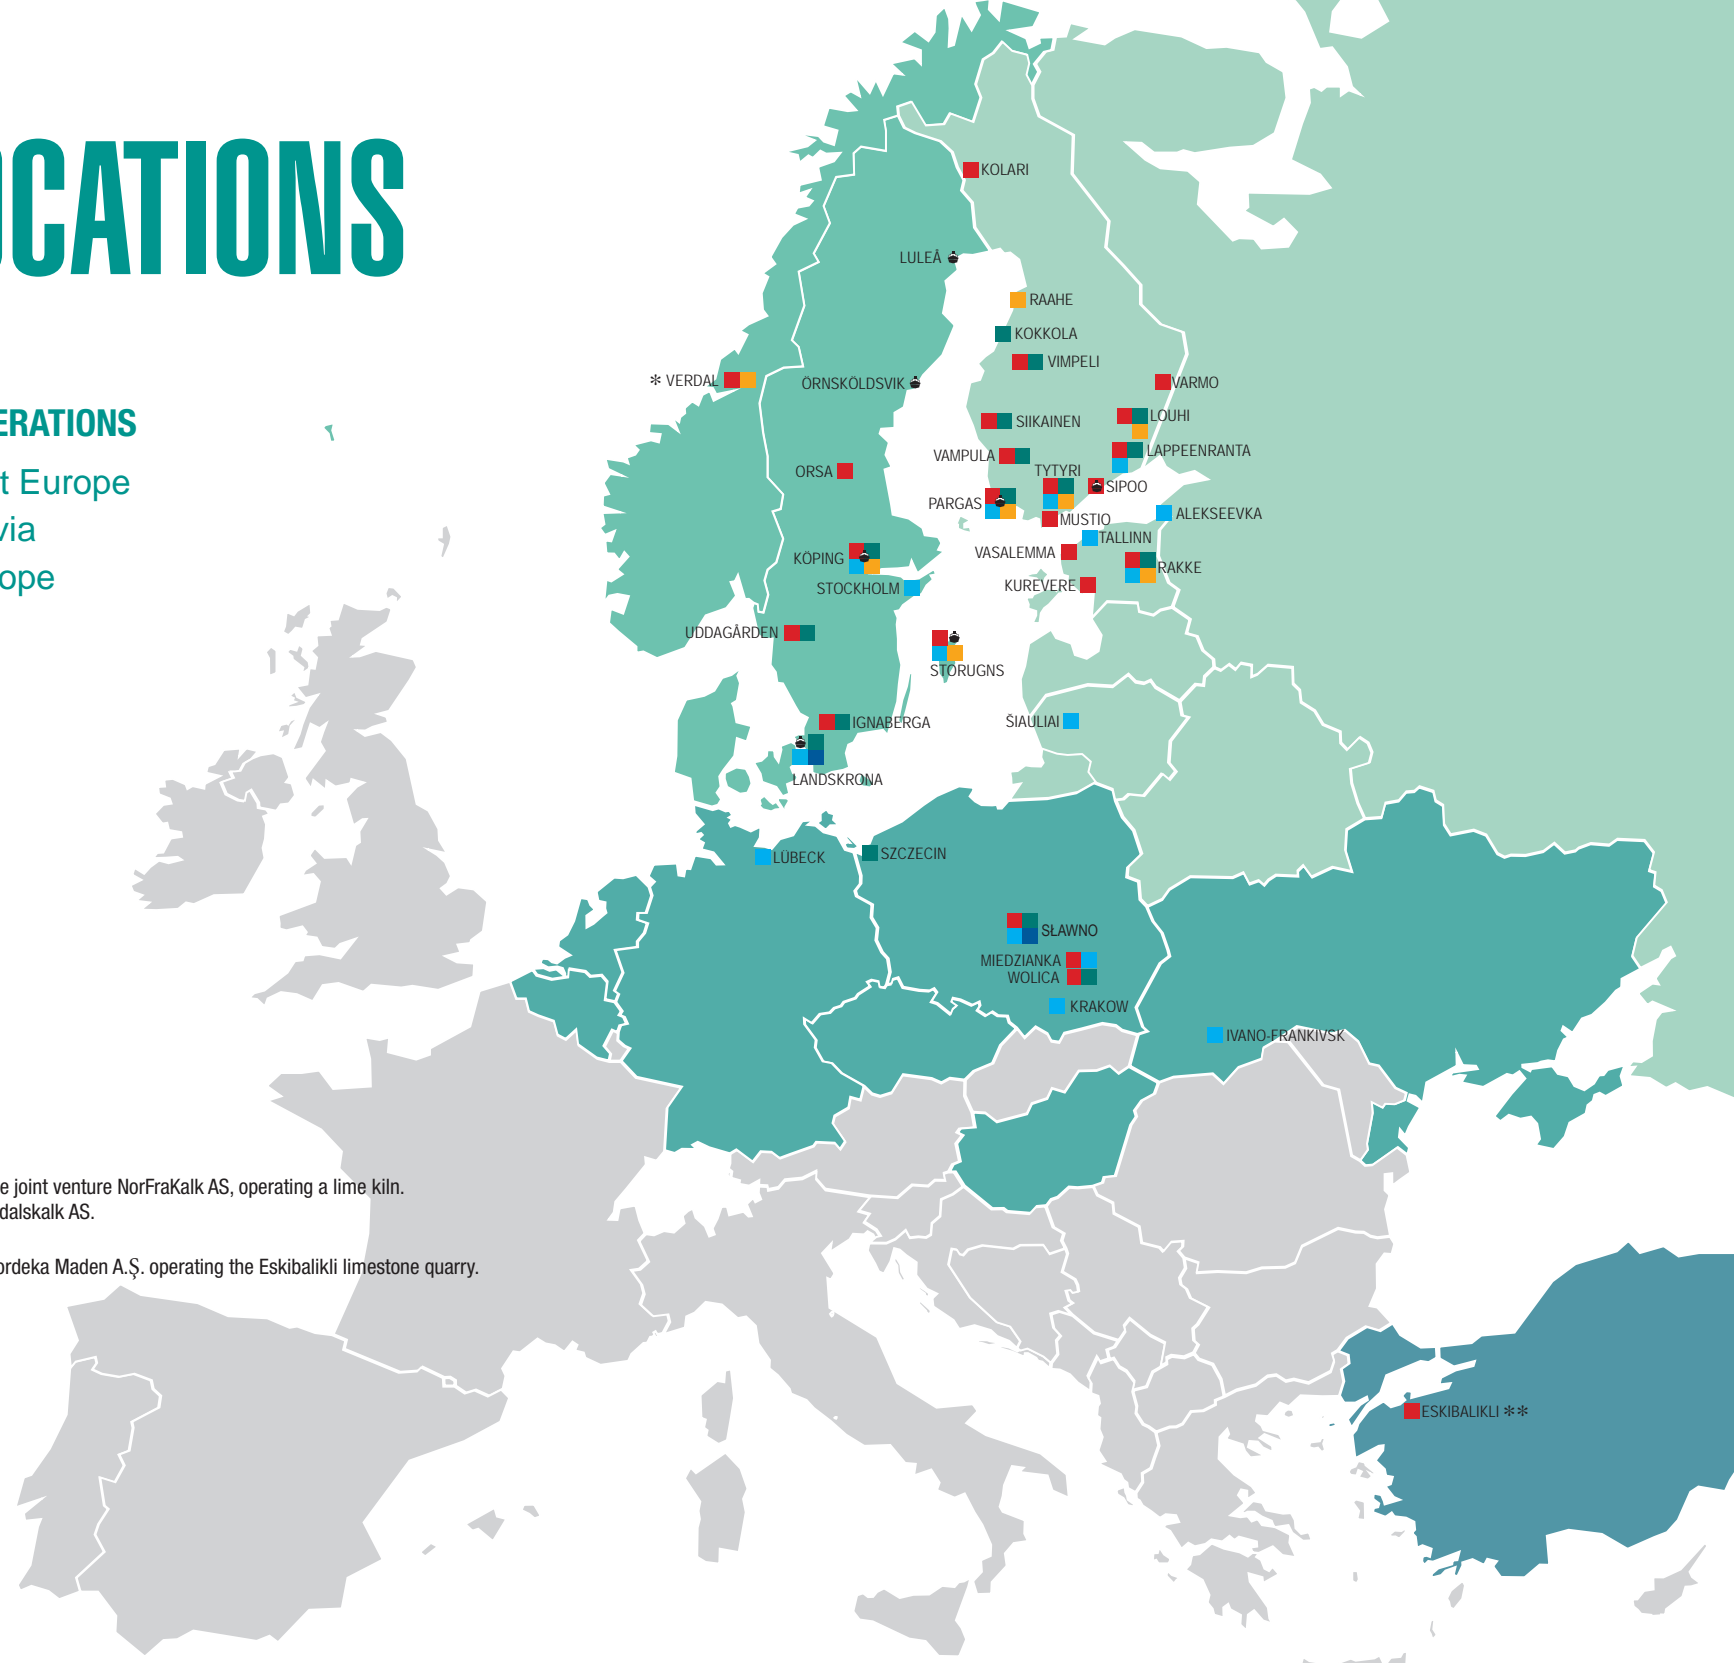 OCATIONS
ERATIONS
t Europe
via
ope
KOLARI
LULEÅ
RAAHE
KOKKOLA
VIMPELI
* VERDAL
ÖRNSKÖLDSVIK
VARMO
LOUHI
SIIKAINEN
LAPPEENRANTA
VAMPULA
TYTYRI
ORSA
SIPOO
PARGAS
ALEKSEEVKA
MUSTIO
TALLINN
VASALEMMA
KÖPING
RAKKE
KUREVERE
STOCKHOLM
UDDAGÅRDEN
STORUGNS
IGNABERGA
ŠIAULIAI
LANDSKRONA
LÜBECK
SZCZECIN
SŁAWNO
MIEDZIANKA
WOLICA
KRAKOW
IVANO-FRANKIVSK
e joint venture NorFraKalk AS, operating a lime kiln.
dalskalk AS.
ordeka Maden A.Ş. operating the Eskibalikli limestone quarry.
ESKIBALIKLI **